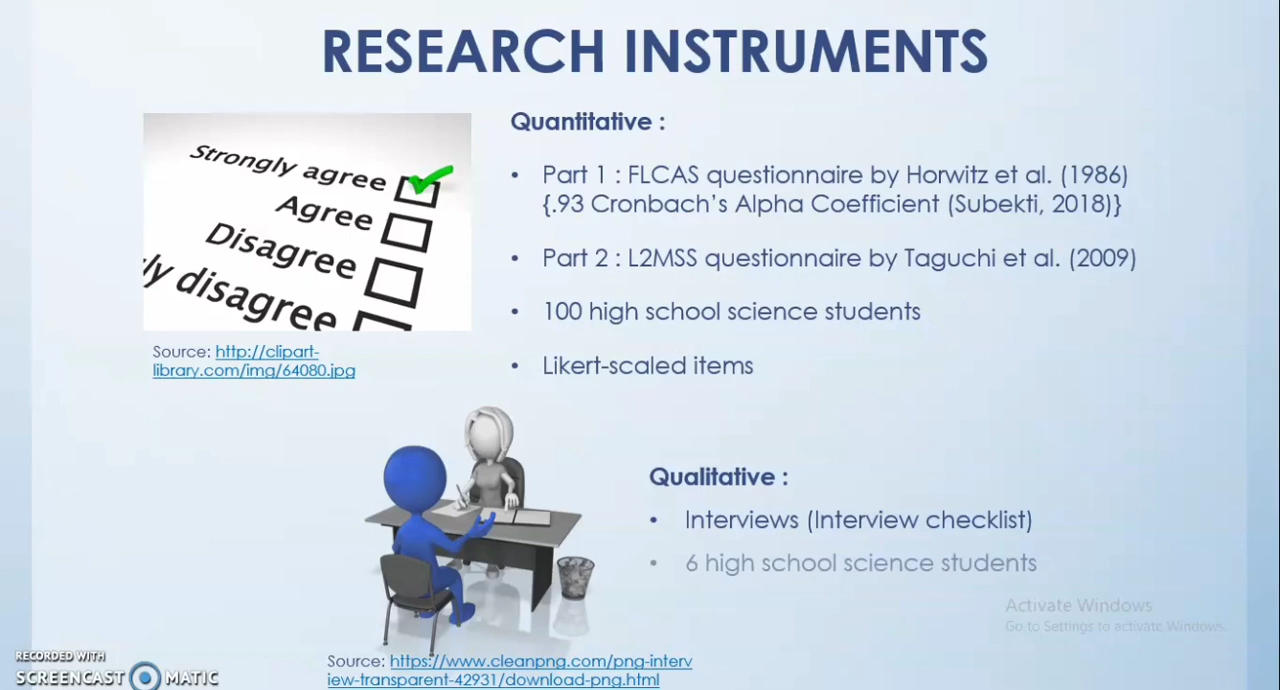 RESEARCH INSTRUMENTS
Strongly agree
Agree
Disagree
ly disagree
Source: http://clipart-
library.com/img/64080.jpg
Quantitative :
• Part 1 : FLCAS questionnaire by Horwitz et al. (1986)
{.93 Cronbach's Alpha Coefficient (Subekti, 2018)}
• Part 2 : L2MSS questionnaire by Taguchi et al. (2009)
• 100 high school science students
• Likert-scaled items
Qualitative :
• Interviews (Interview checklist)
• 6 high school science students
Source: https://www.cleanpng.com/png-interv
iew-transparent-42931/download-png.html
Activate Windows
Go to Settings to activate Windows.
RECORDED WITH
SCREENCAST MATIC